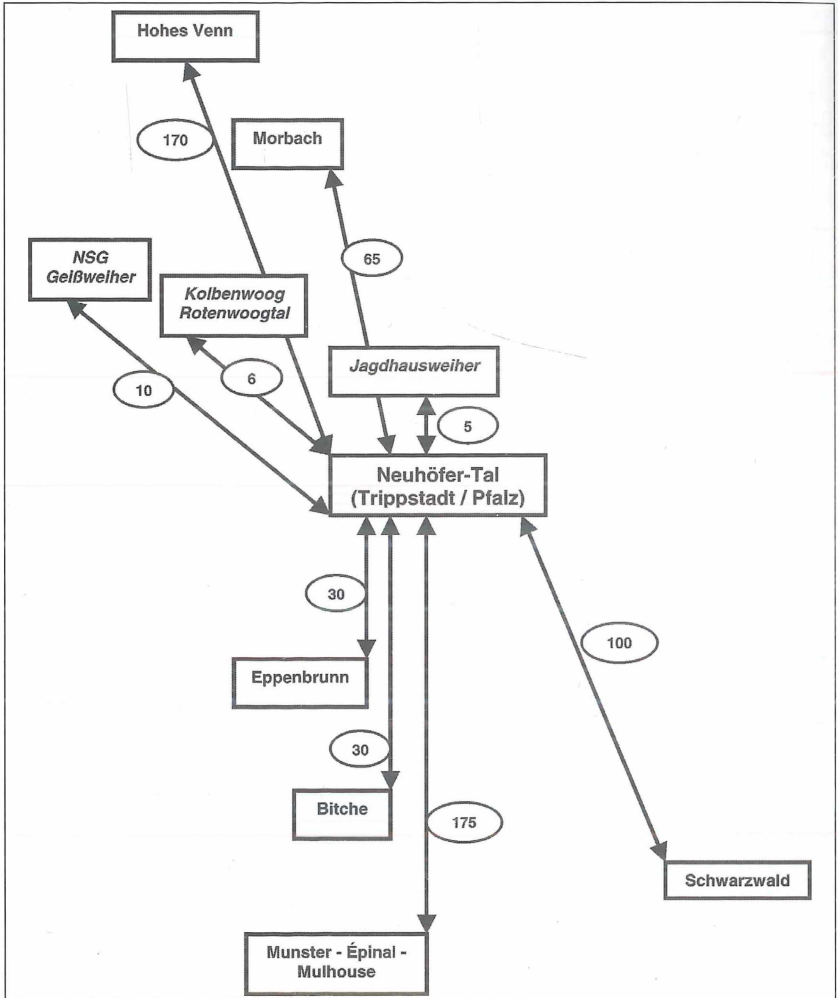 Hohes Venn
170
Morbach
65
NSG
Geißweiher
Kolbenwoog
Rotenwoogtal
Jagdhausweiher
10
6
5
Neuhöfer-Tal
(Trippstadt / Pfalz)
30
100
Eppenbrunn
30
Bitche
175
Schwarzwald
Munster - Épinal -
Mulhouse